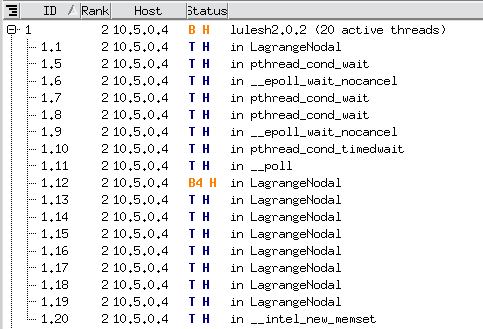 ID / Rank Host Status
1 2 10.5.0.4 B H lulesh2.0.2 (20 active threads)
1.1 2 10.5.0.4 T H in LagrangeNodal
1.5 2 10.5.0.4 T H in pthread_cond_wait
1.6 2 10.5.0.4 T H in __epoll_wait_nocancel
1.7 2 10.5.0.4 T H in pthread_cond_wait
1.8 2 10.5.0.4 T H in pthread_cond_wait
1.9 2 10.5.0.4 T H in __epoll_wait_nocancel
1.10 2 10.5.0.4 T H in pthread_cond_timedwait
1.11 2 10.5.0.4 T H in __poll
1.12 2 10.5.0.4 B4 H in LagrangeNodal
1.13 2 10.5.0.4 T H in LagrangeNodal
1.14 2 10.5.0.4 T H in LagrangeNodal
1.15 2 10.5.0.4 T H in LagrangeNodal
1.16 2 10.5.0.4 T H in LagrangeNodal
1.17 2 10.5.0.4 T H in LagrangeNodal
1.18 2 10.5.0.4 T H in LagrangeNodal
1.19 2 10.5.0.4 T H in LagrangeNodal
1.20 2 10.5.0.4 T H in __intel_new_memset